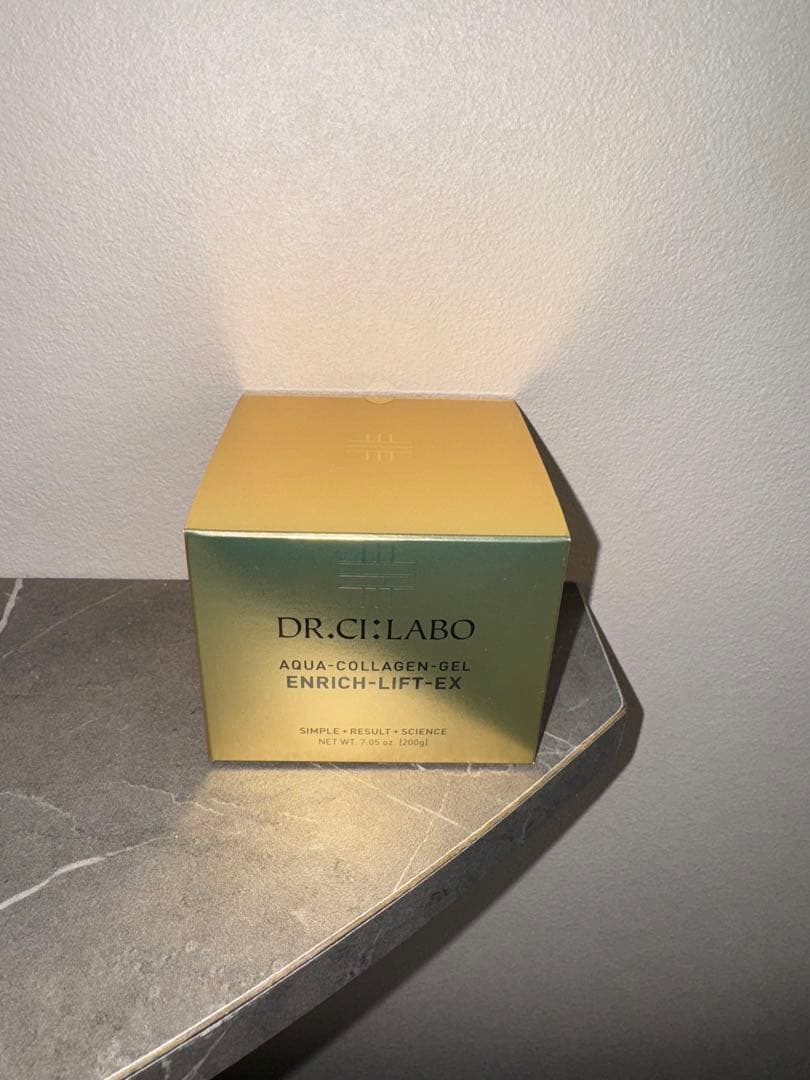 DR.CI:LABO
AQUA-COLLAGEN-GEL
ENRICH-LIFT-EX
SIMPLE + RESULT + SCIENCE
NET WT. 7.05 oz. [200g]